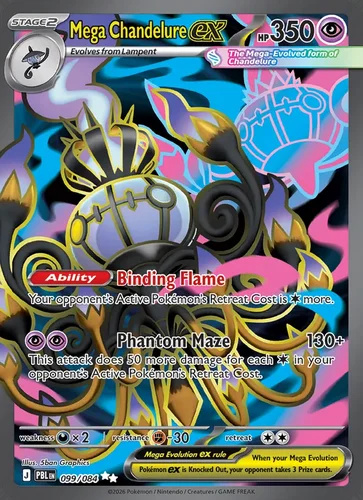 STAGE2 Mega Chandelure ex HP350
Evolves from Lampent
The Mega-Evolved form of
Chandelure
Ability Binding Flame
Your opponent's Active Pokémon's Retreat Cost is more.
Phantom Maze 130+
This attack does 50 more damage for each in your
opponent's Active Pokémon's Retreat Cost.
weakness ×2 resistance -30 retreat
Illus. 5ban Graphics
Mega Evolution ex rule
When your Mega Evolution
Pokémon ex is Knocked Out, your opponent takes 3 Prize cards.
J PBL EN 099/084
©2026 Pokémon / Nintendo / Creatures / GAME FREAK